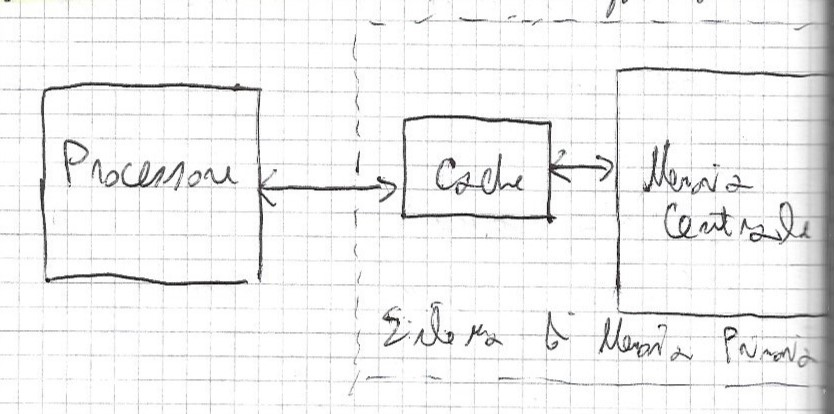 Processore
Cache
Memoria
Centrale
Sistema di Memoria Primaria